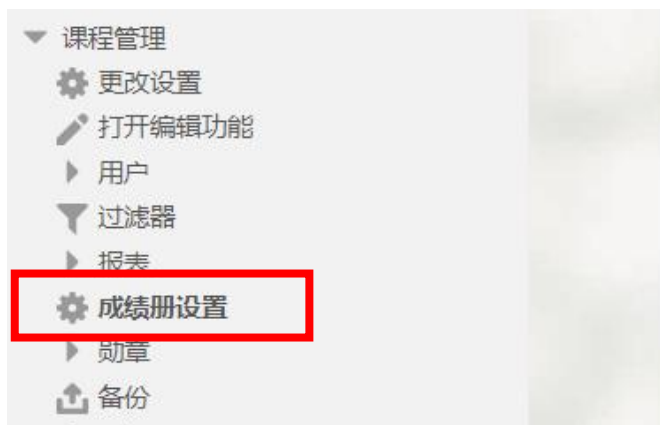 课程管理
更改设置
打开编辑功能
用户
过滤器
报表
成绩册设置
勋章
备份